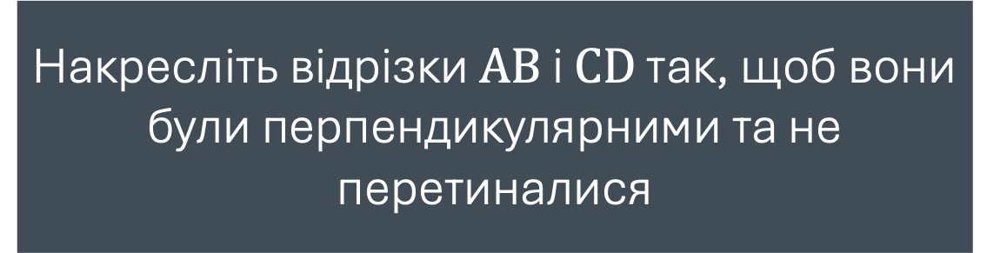 Накресліть відрізки AB і CD так, щоб вони
були перпендикулярними та не
перетиналися